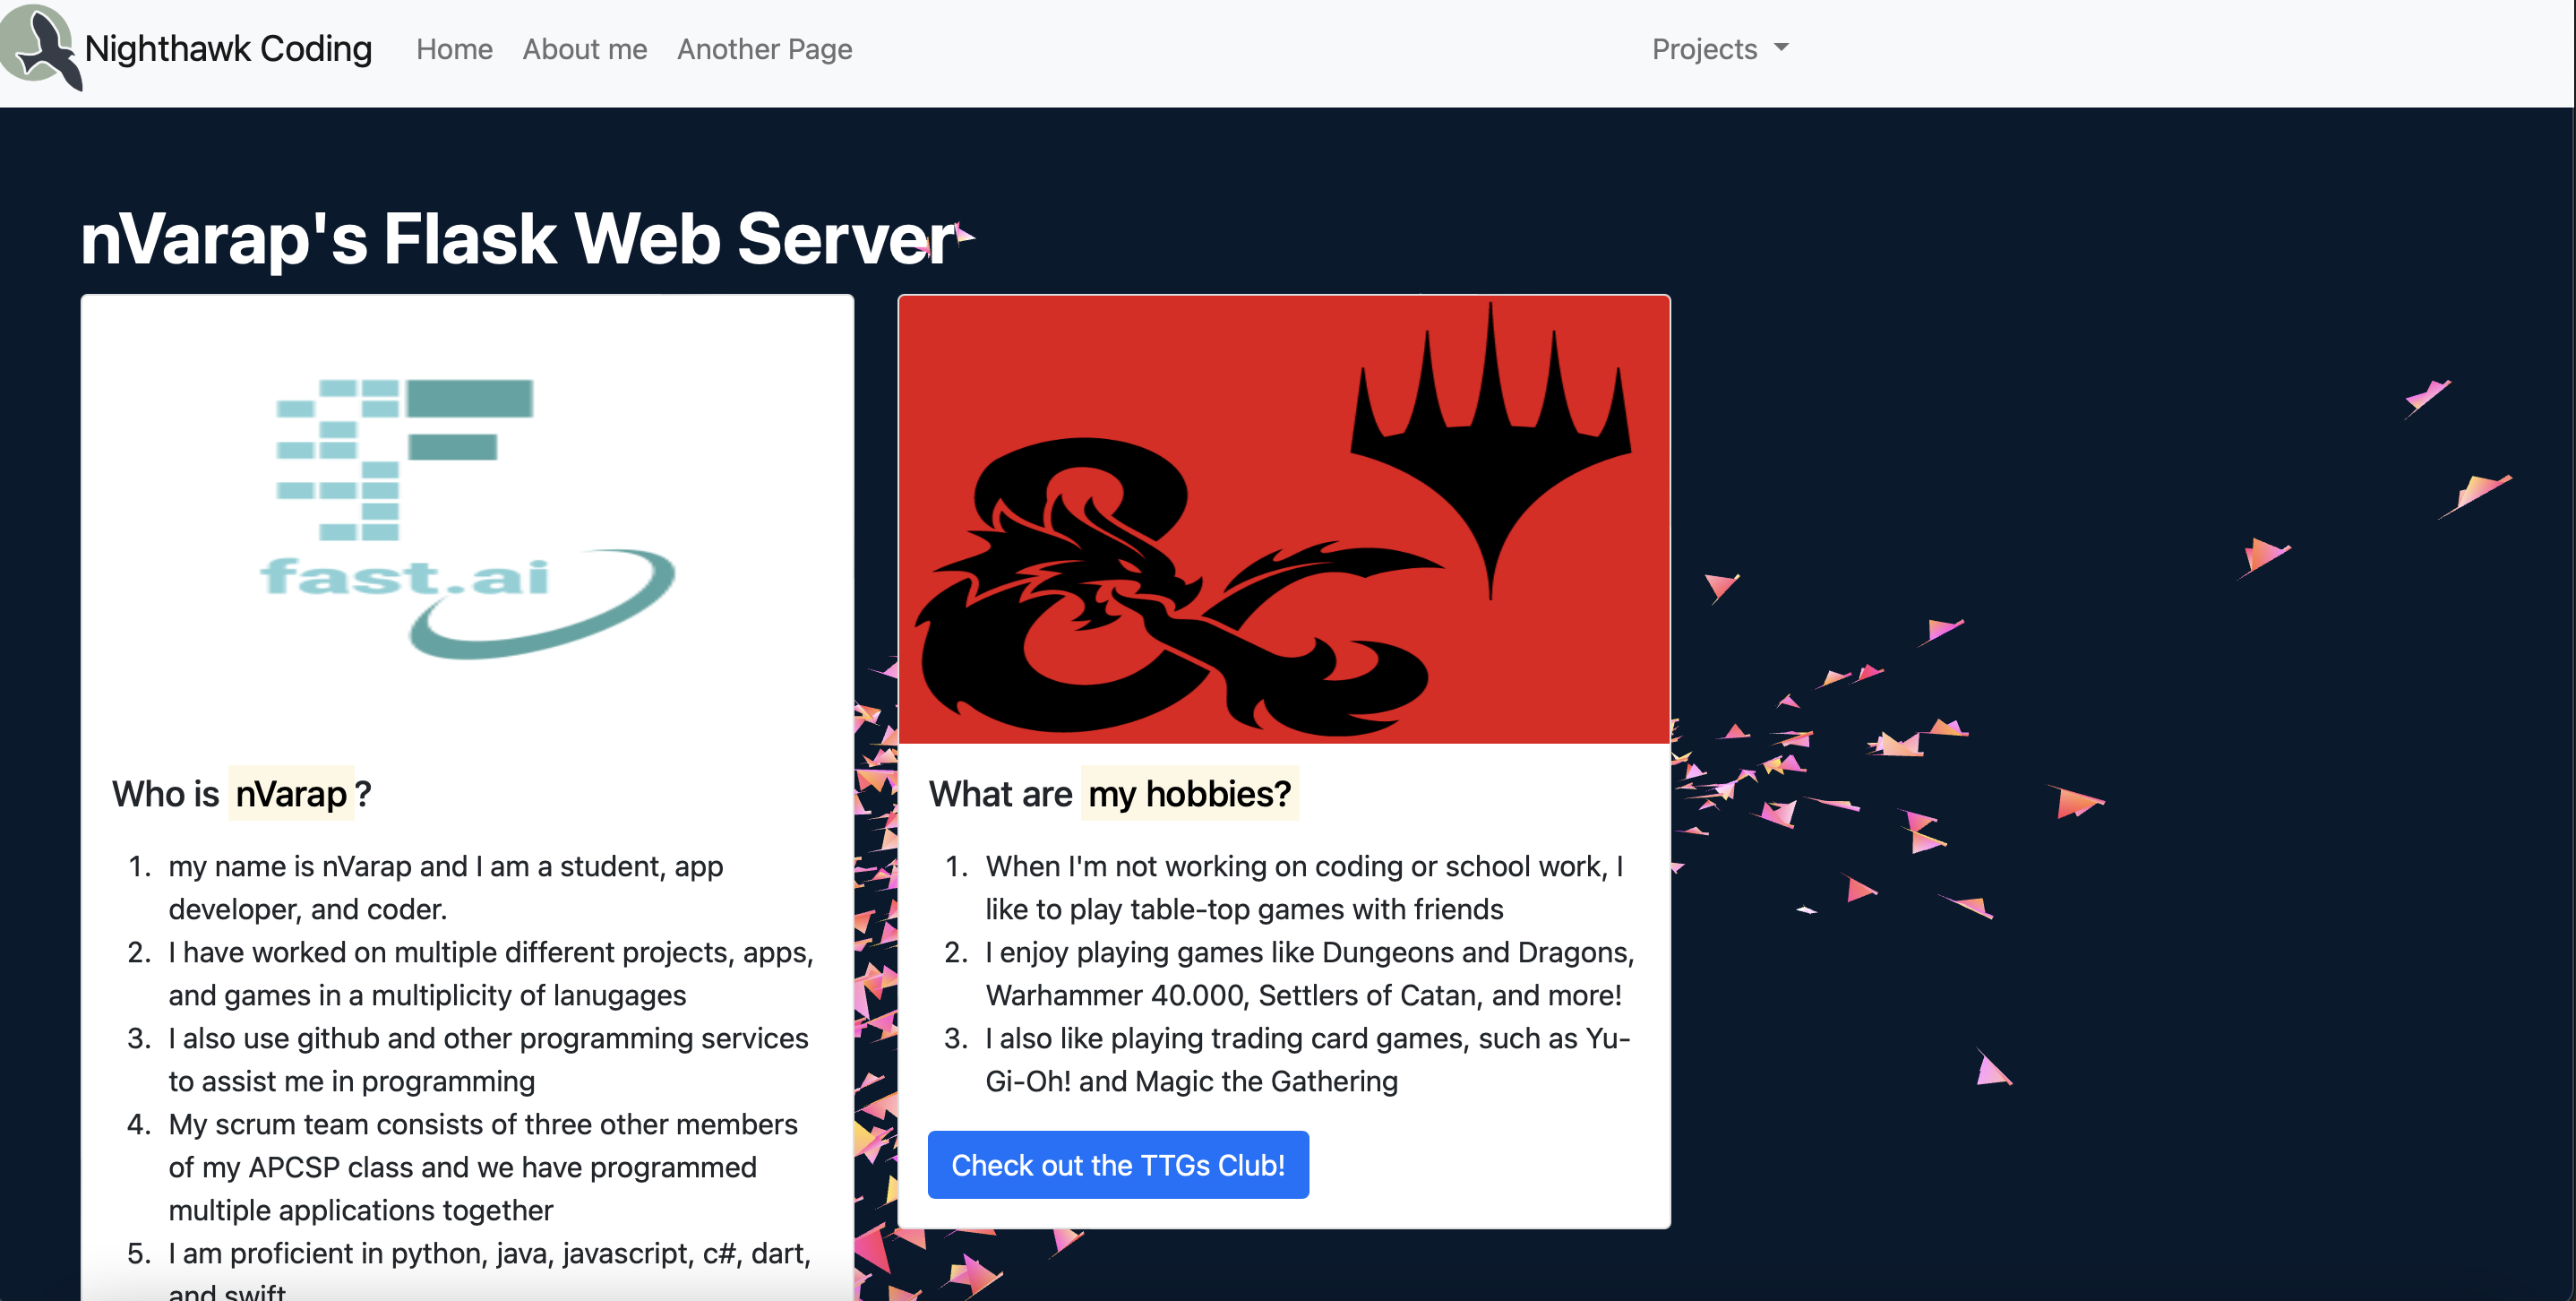 Nighthawk Coding Home About me Another Page Projects
nVarap's Flask Web Server
fast.ai
Who is nVarap ?
1. my name is nVarap and I am a student, app
developer, and coder.
2. I have worked on multiple different projects, apps,
and games in a multiplicity of lanugages
3. I also use github and other programming services
to assist me in programming
4. My scrum team consists of three other members
of my APCSP class and we have programmed
multiple applications together
5. I am proficient in python, java, javascript, c#, dart,
and swift
What are my hobbies?
1. When I'm not working on coding or school work, I
like to play table-top games with friends
2. I enjoy playing games like Dungeons and Dragons,
Warhammer 40.000, Settlers of Catan, and more!
3. I also like playing trading card games, such as Yu-
Gi-Oh! and Magic the Gathering
Check out the TTGs Club!